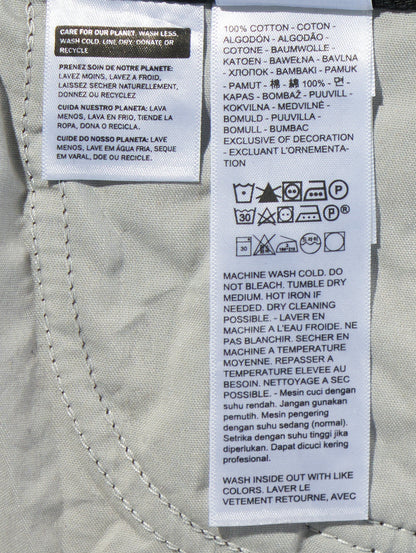 CARE FOR OUR PLANET. WASH LESS,
WASH COLD, LINE DRY, DONATE OR
RECYCLE
PRENEZ SOIN DE NOTRE PLANETE:
LAVEZ MOINS, LAVEZ A FROID,
LAISSEZ SÉCHER NATURELLEMENT,
DONNEZ OU RECYCLEZ
CUIDA NUESTRO PLANETA: LAVA
MENOS, LAVA EN FRÍO, TIENDE LA
ROPA, DONA O RECICLA.
CUIDE DO NOSSO PLANETA: LAVE
MENOS, LAVE EM ÁGUA FRIA, SEQUE
EM VARAL, DOE OU RECICLE.
100% COTTON - COTON -
ALGODÓN - ALGODÃO -
COTONE - BAUMWOLLE -
KATOEN - BAWEŁNA - BAVLNA
- ХЛОПОК - BAMBAKI - PAMUK
- PAMUT - 棉 - 綿 100% - 면 -
KAPAS - BOMBAŽ - PUUVILL -
KOKVILNA - MEDVILNĖ -
BOMULD - PUUVILLA -
BOMULL - BUMBAC
EXCLUSIVE OF DECORATION
- EXCLUANT L'ORNEMENTA-
TION
P
30 P ®
30
MACHINE WASH COLD. DO
NOT BLEACH. TUMBLE DRY
MEDIUM. HOT IRON IF
NEEDED. DRY CLEANING
POSSIBLE. - LAVER EN
MACHINE A L'EAU FROIDE. NE
PAS BLANCHIR. SECHER EN
MACHINE A TEMPERATURE
MOYENNE. REPASSER A
TEMPERATURE ELEVEE AU
BESOIN. NETTOYAGE A SEC
POSSIBLE. - Mesin cuci dengan
suhu rendah. Jangan gunakan
pemutih. Mesin pengering
dengan suhu sedang (normal).
Setrika dengan suhu tinggi jika
diperlukan. Dapat dicuci kering
profesional.
WASH INSIDE OUT WITH LIKE
COLORS. LAVER LE
VETEMENT RETOURNE, AVEC